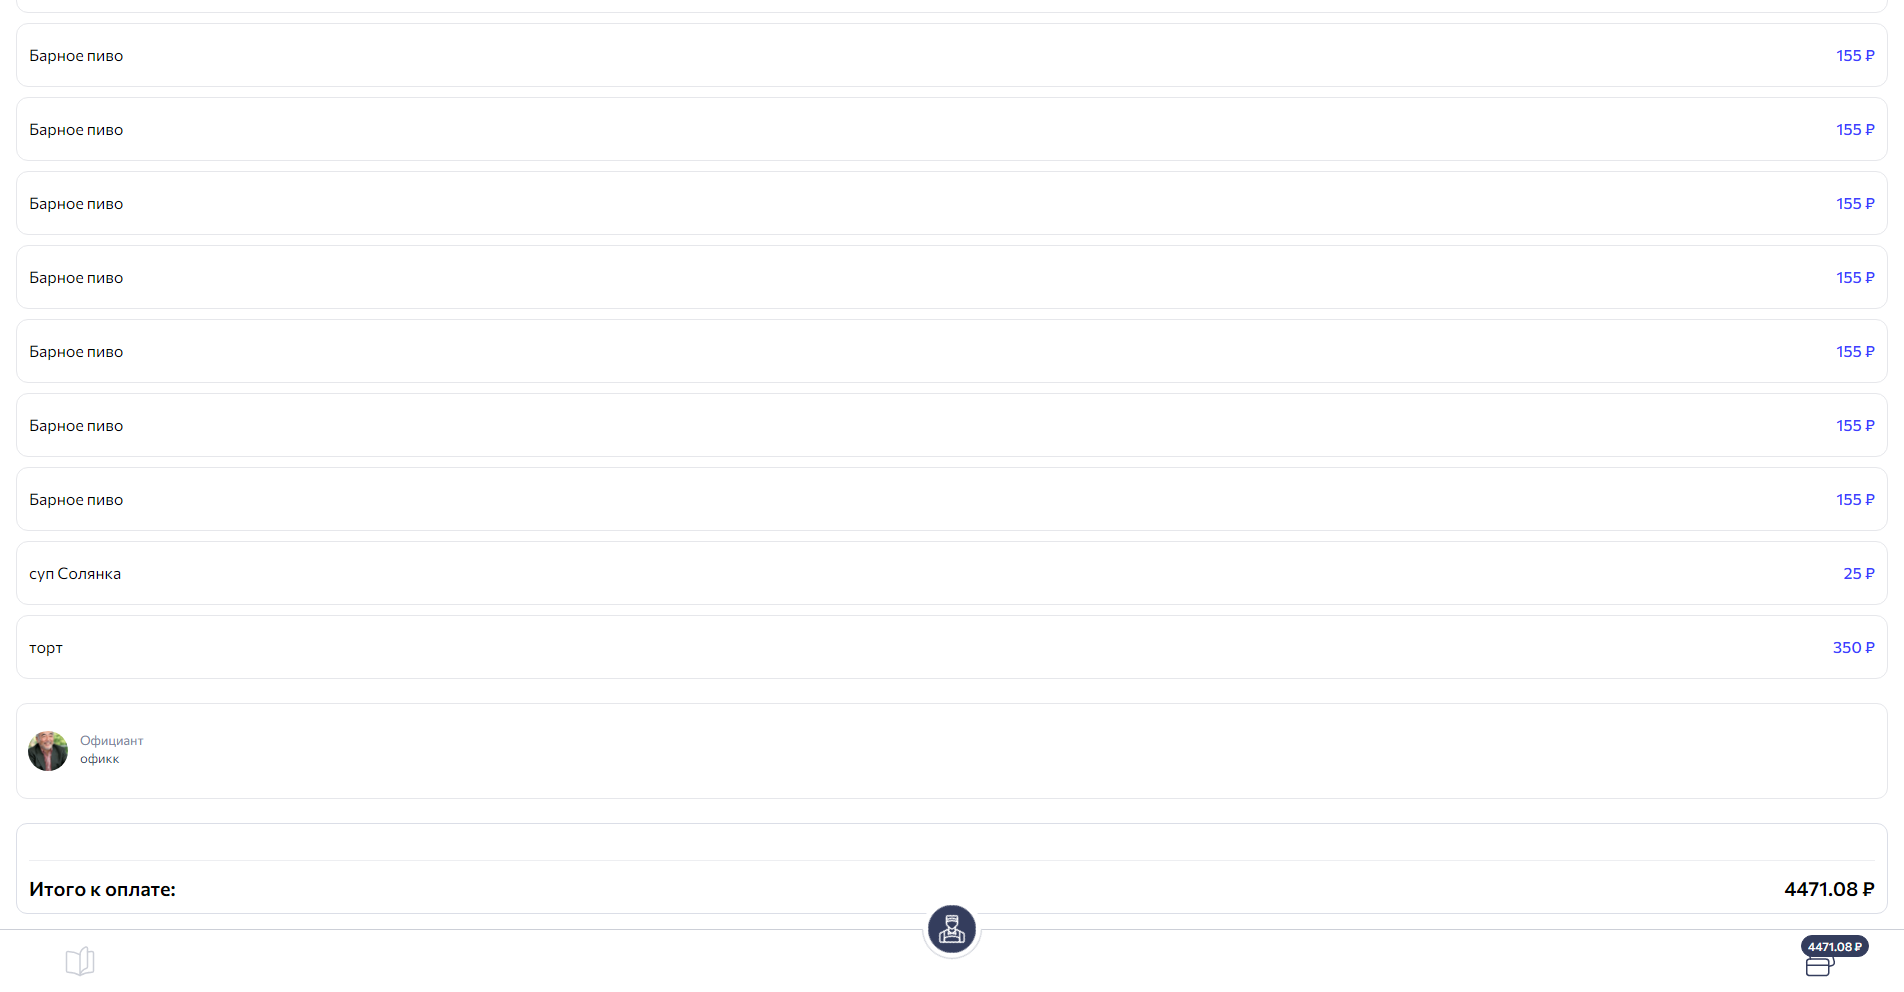 Барное пиво 155 ₽
Барное пиво 155 ₽
Барное пиво 155 ₽
Барное пиво 155 ₽
Барное пиво 155 ₽
Барное пиво 155 ₽
Барное пиво 155 ₽
суп Солянка 25 ₽
торт 350 ₽
Официант
офикк
Итого к оплате: 4471.08 ₽
4471.08 ₽